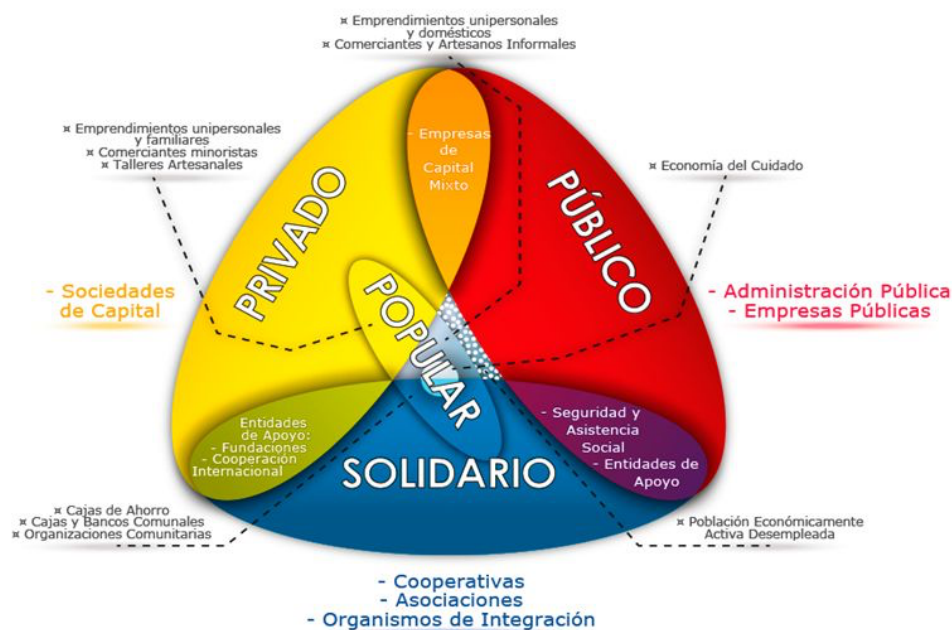 ¤ Emprendimientos unipersonales
y domésticos
¤ Comerciantes y Artesanos Informales
¤ Emprendimientos unipersonales
y familiares
¤ Comerciantes minoristas
¤ Talleres Artesanales
- Empresas
de
Capital
Mixto
¤ Economía del Cuidado
PRIVADO
PÚBLICO
- Sociedades
de Capital
POPULAR
- Administración Pública
- Empresas Públicas
Entidades
de Apoyo:
- Fundaciones
- Cooperación
Internacional
- Seguridad y
Asistencia
Social
- Entidades de
Apoyo
SOLIDARIO
¤ Cajas de Ahorro
¤ Cajas y Bancos Comunales
¤ Organizaciones Comunitarias
¤ Población Económicamente
Activa Desempleada
- Cooperativas
- Asociaciones
- Organismos de Integración